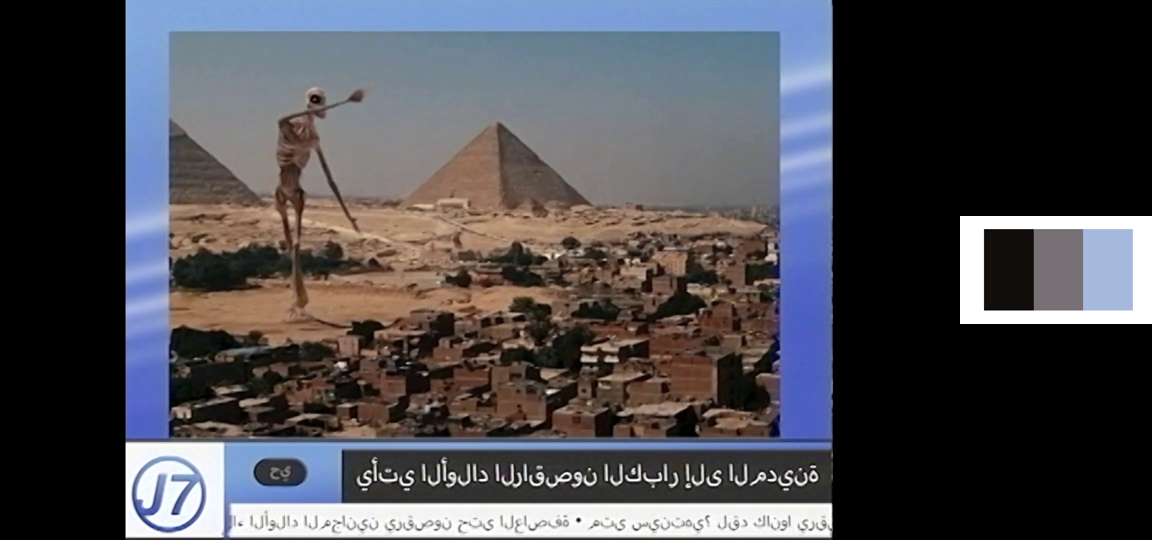 يأتي الأولاد الراقصون الكبار إلى المدينة
حي
J7
الأولاد المجانين يرقصون حتى العاصفة • متى سينتهي؟ لقد كانوا